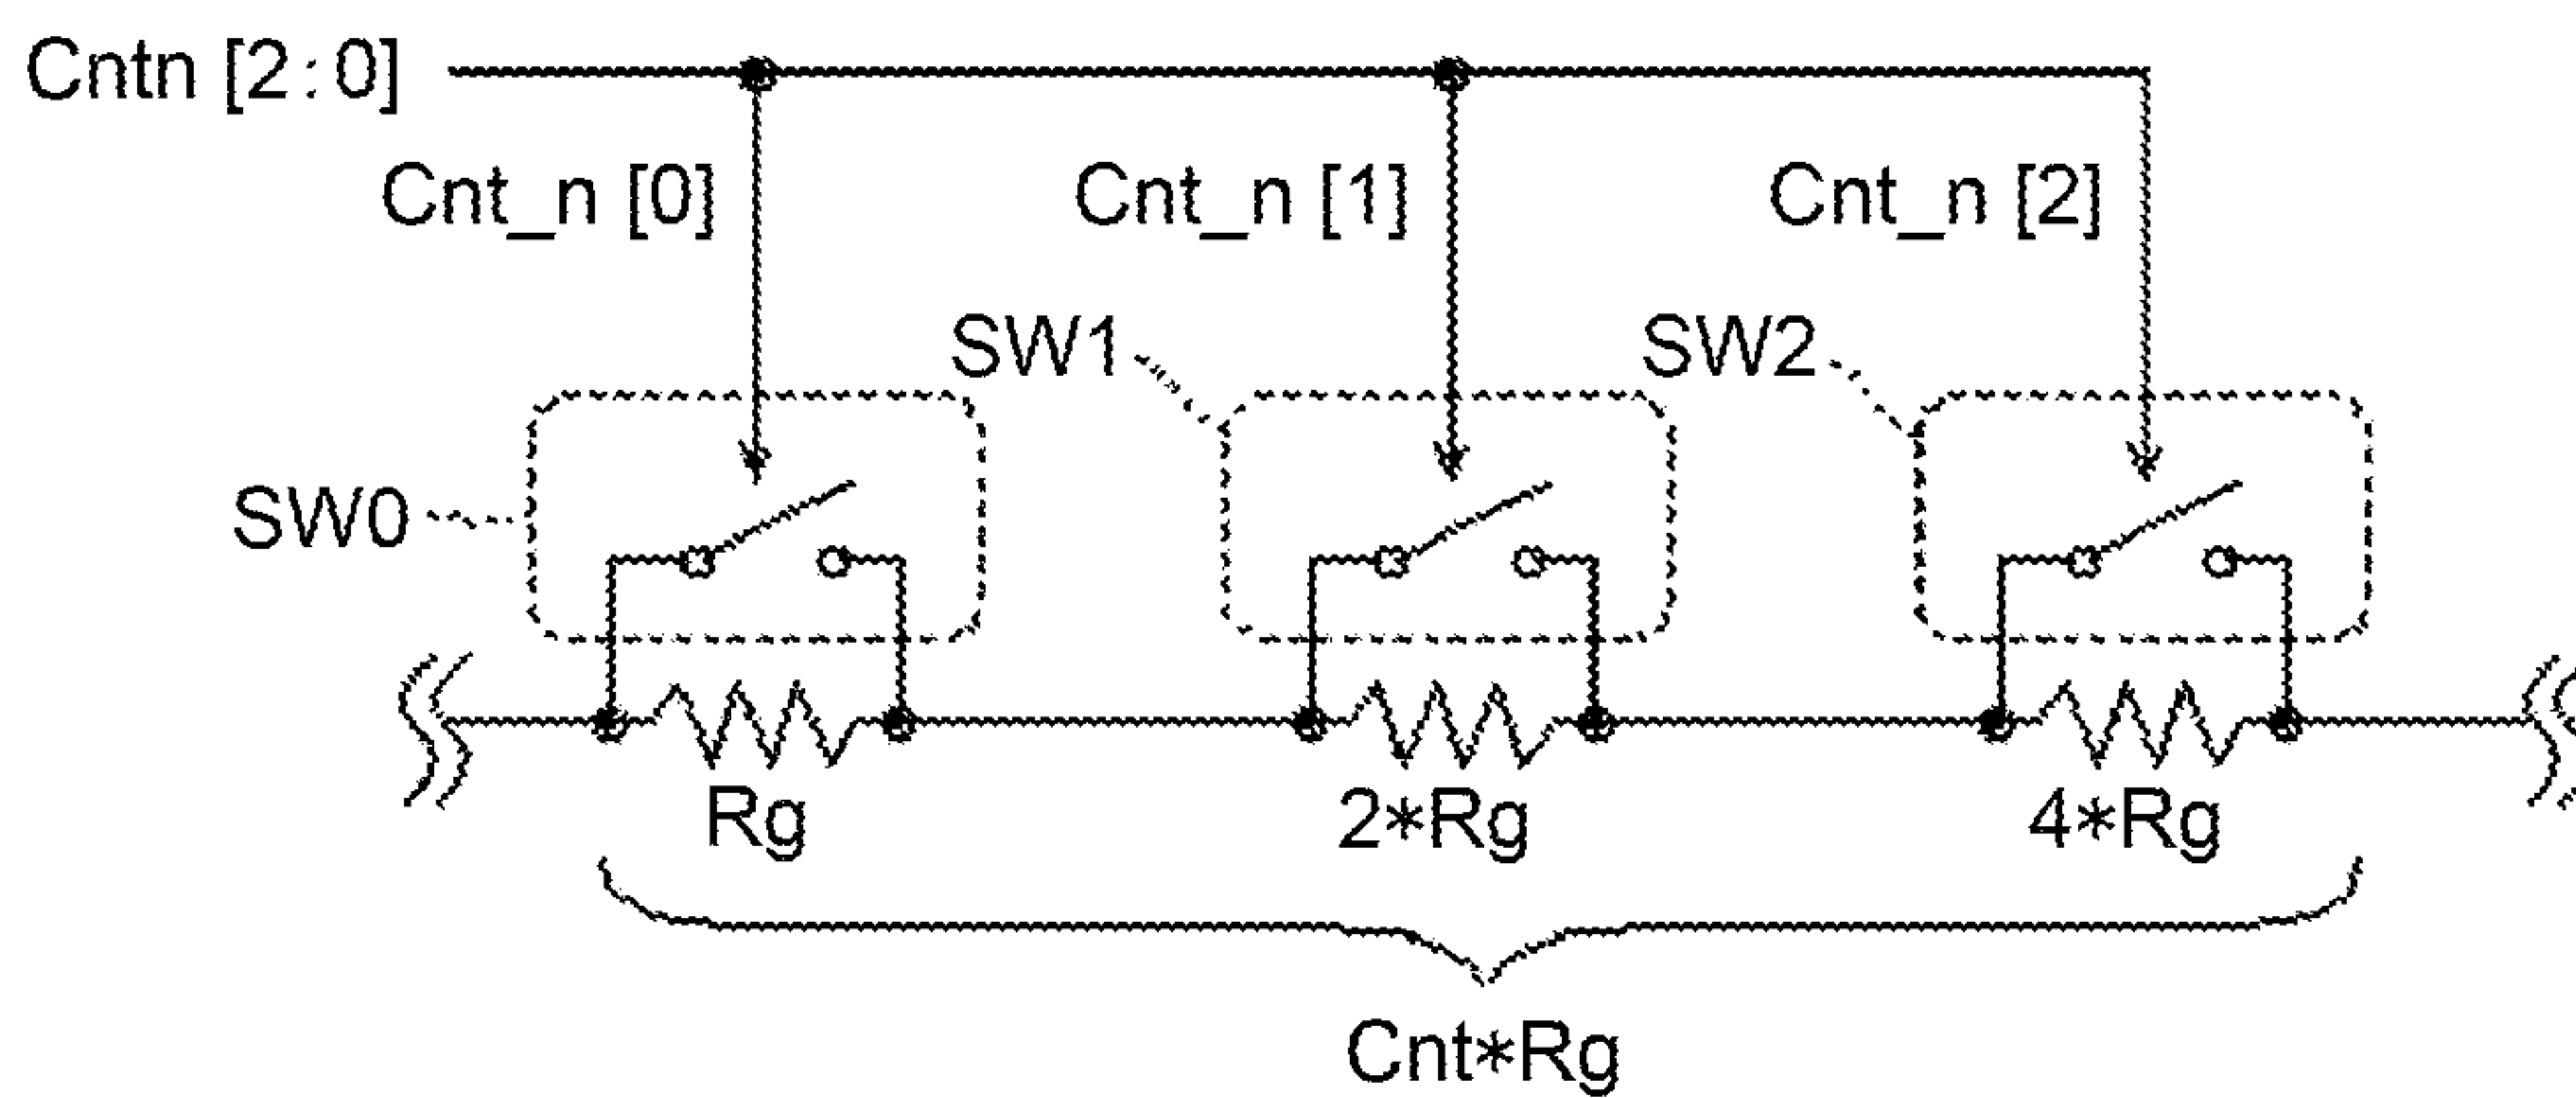 Cntn [2:0]
Cnt_n [0]
Cnt_n [1]
Cnt_n [2]
SW1
SW2
SW0
Rg
2*Rg
4*Rg
Cnt*Rg